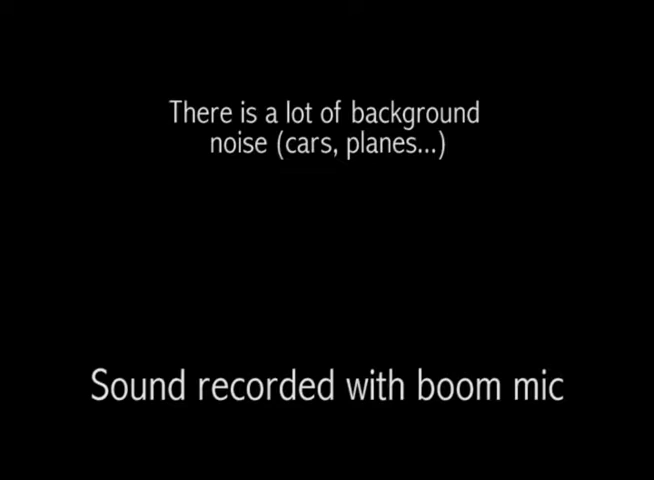 There is a lot of background
noise (cars, planes...)
Sound recorded with boom mic